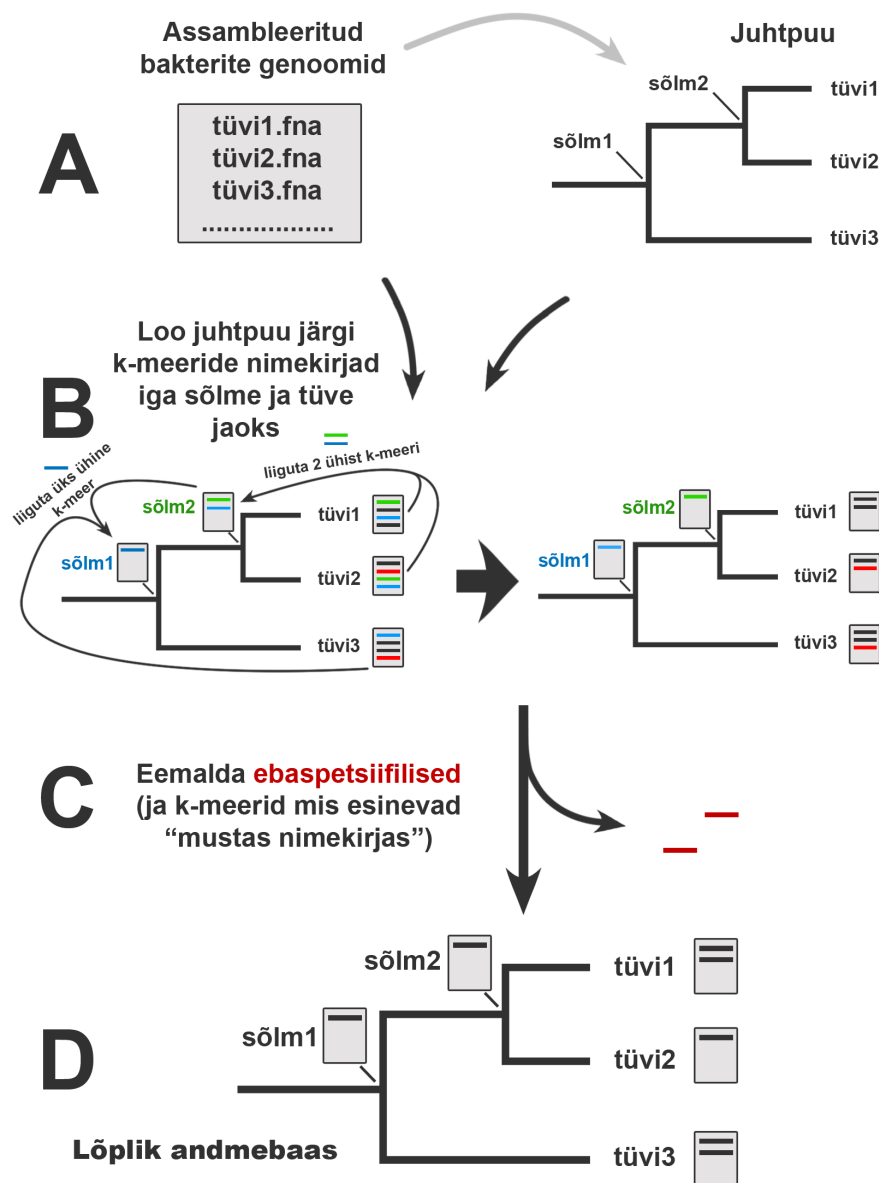 Assambleeritud
bakterite genoomid
Juhtpuu
A
tüvi1.fna
tüvi2.fna
tüvi3.fna
..................
sõlm1
sõlm2
tüvi1
tüvi2
tüvi3
B
Loo juhtpuu järgi
k-meeride nimekirjad
iga sõlme ja tüve
jaoks
liiguta üks ühine
k-meer
liiguta 2 ühist k-meeri
sõlm2
sõlm1
tüvi1
tüvi2
tüvi3
sõlm2
sõlm1
tüvi1
tüvi2
tüvi3
C
Eemalda ebaspetsiifilised
(ja k-meerid mis esinevad
“mustas nimekirjas”)
D
sõlm2
sõlm1
tüvi1
tüvi2
tüvi3
Lõplik andmebaas